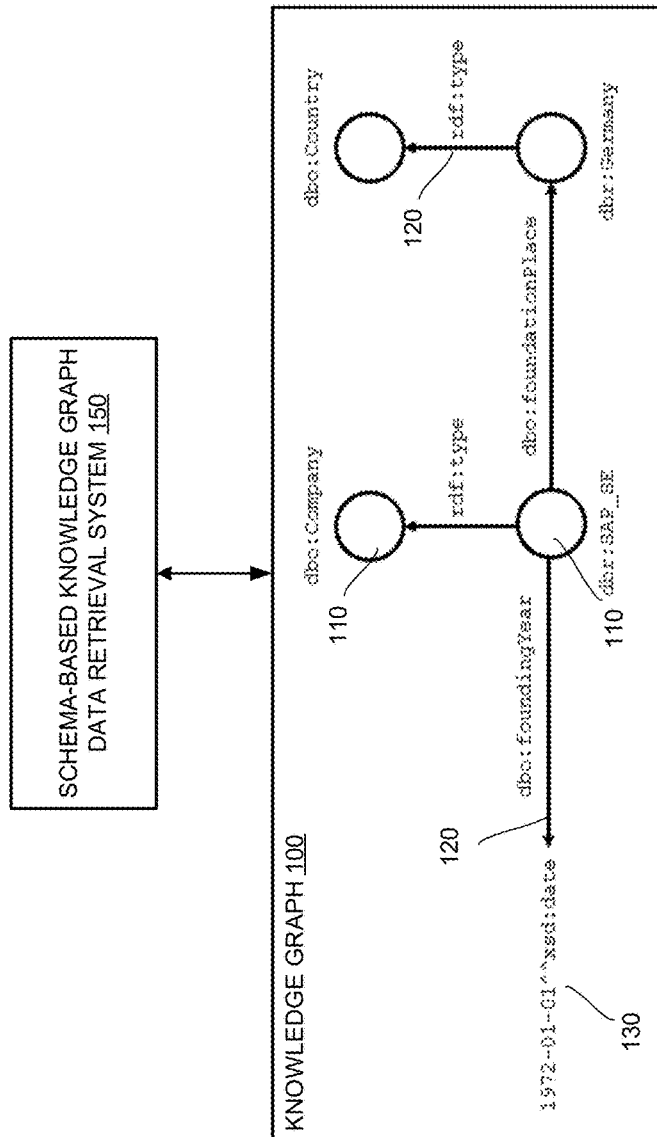 SCHEMA-BASED KNOWLEDGE GRAPH
DATA RETRIEVAL SYSTEM 150
KNOWLEDGE GRAPH 100
dbo:Company
dbo:Country
110
rdf:type
120
rdf:type
120
dbo:foundingYear
dbo:foundationPlace
1972-01-01^^xsd:date
130
110
dbr:SAP_SE
dbr:Germany